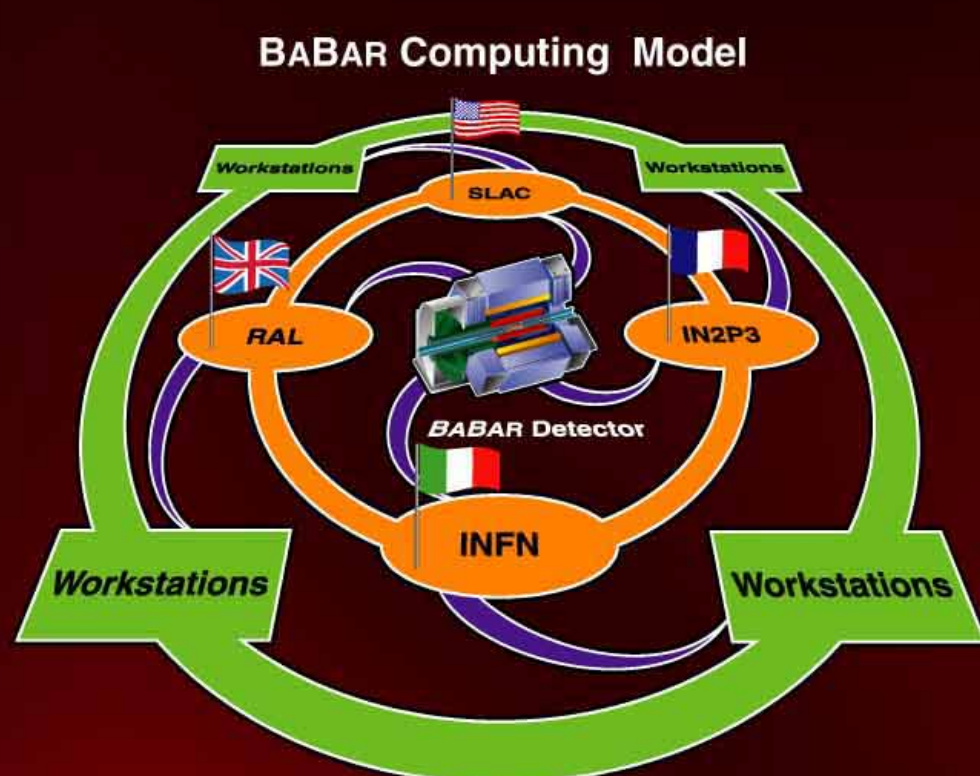 BABAR Computing Model
Workstations
Workstations
SLAC
RAL
IN2P3
BABAR Detector
INFN
Workstations
Workstations